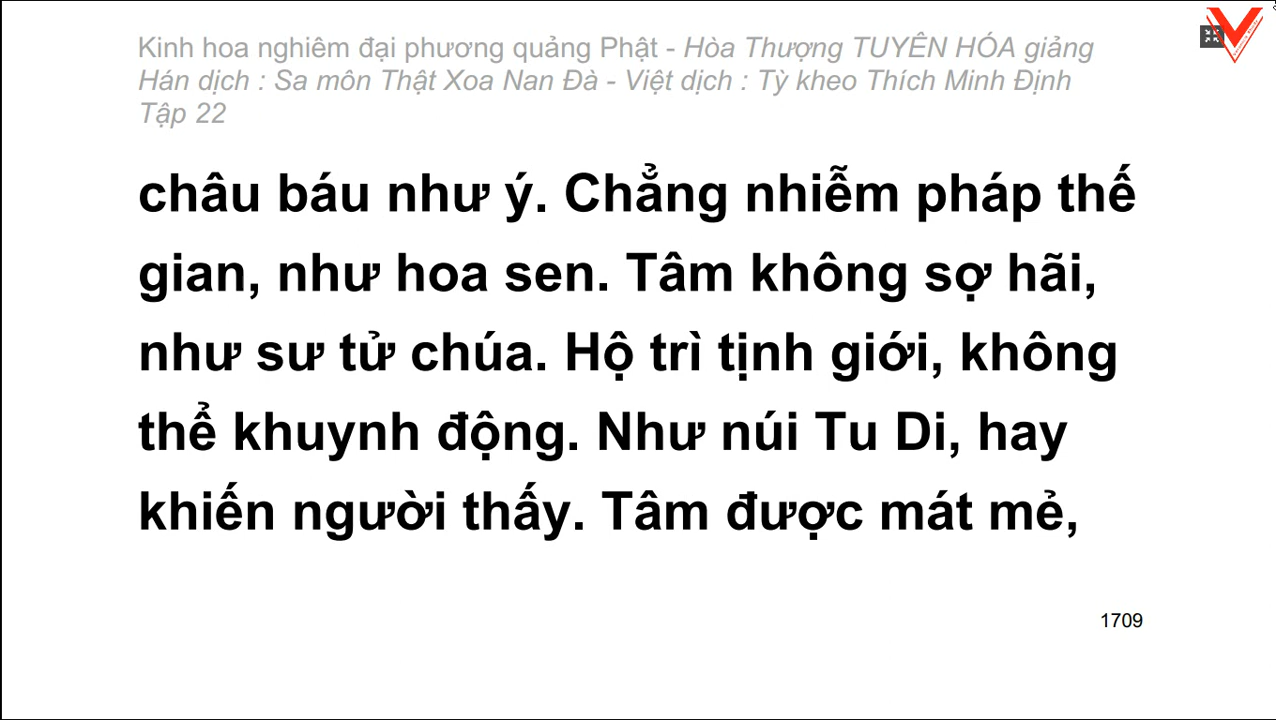 Kinh hoa nghiêm đại phương quảng Phật - Hòa Thượng TUYÊN HÓA giảng
Hán dịch : Sa môn Thật Xoa Nan Đà - Việt dịch : Tỳ kheo Thích Minh Định
Tập 22
châu báu như ý. Chẳng nhiễm pháp thế
gian, như hoa sen. Tâm không sợ hãi,
như sư tử chúa. Hộ trì tịnh giới, không
thể khuynh động. Như núi Tu Di, hay
khiến người thấy. Tâm được mát mẻ,
1709